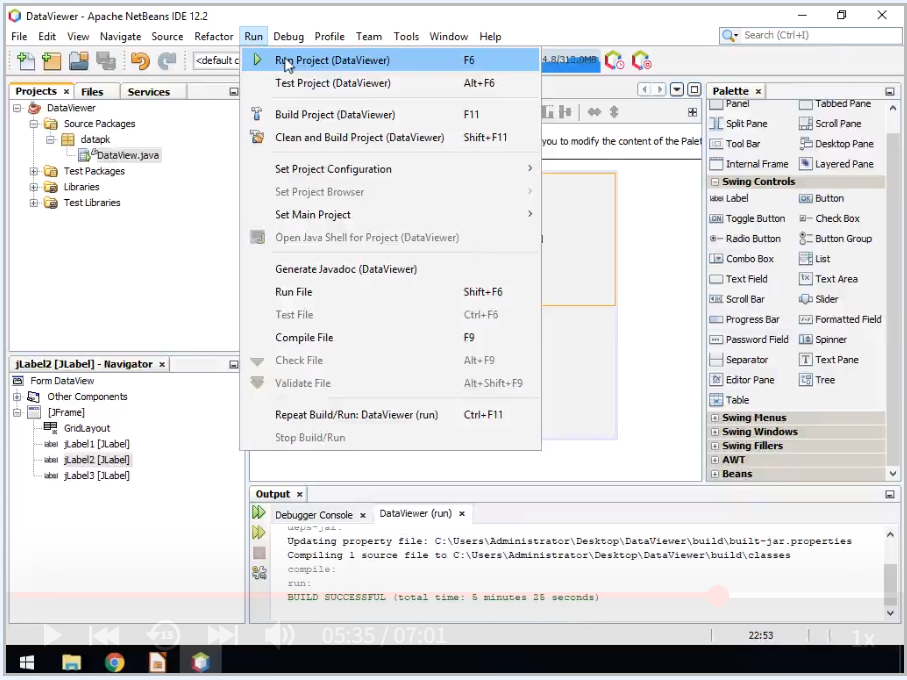 DataViewer - Apache NetBeans IDE 12.2
File Edit View Navigate Source Refactor Run Debug Profile Team Tools Window Help
Search (Ctrl+I)
<default c
4.8/312.0MB
Projects Files Services
DataViewer
Source Packages
datapk
DataView.java
Test Packages
Libraries
Test Libraries
Run Project (DataViewer) F6
Test Project (DataViewer) Alt+F6
Build Project (DataViewer) F11
Clean and Build Project (DataViewer) Shift+F11
Set Project Configuration
Set Project Browser
Set Main Project
Open Java Shell for Project (DataViewer)
Generate Javadoc (DataViewer)
Run File Shift+F6
Test File Ctrl+F6
Compile File F9
Check File Alt+F9
Validate File Alt+Shift+F9
Repeat Build/Run: DataViewer (run) Ctrl+F11
Stop Build/Run
you to modify the content of the Palet
Palette
Panel Tabbed Pane
Split Pane Scroll Pane
Tool Bar Desktop Pane
Internal Frame Layered Pane
Swing Controls
label Label OK Button
ON Toggle Button Check Box
Radio Button Button Group
Combo Box List
Text Field Text Area
Scroll Bar Slider
Progress Bar Formatted Field
Password Field Spinner
Separator Text Pane
Editor Pane Tree
Table
Swing Menus
Swing Windows
Swing Fillers
AWT
Beans
jLabel2 [JLabel] - Navigator
Form DataView
Other Components
[JFrame]
GridLayout
label jLabel1 [JLabel]
label jLabel2 [JLabel]
label jLabel3 [JLabel]
Output
Debugger Console DataViewer (run)
deps-jar:
Updating property file: C:\Users\Administrator\Desktop\DataViewer\build\built-jar.properties
Compiling 1 source file to C:\Users\Administrator\Desktop\DataViewer\build\classes
compile:
run:
BUILD SUCCESSFUL (total time: 5 minutes 25 seconds)
15 05:35 / 07:01 1x
22:53